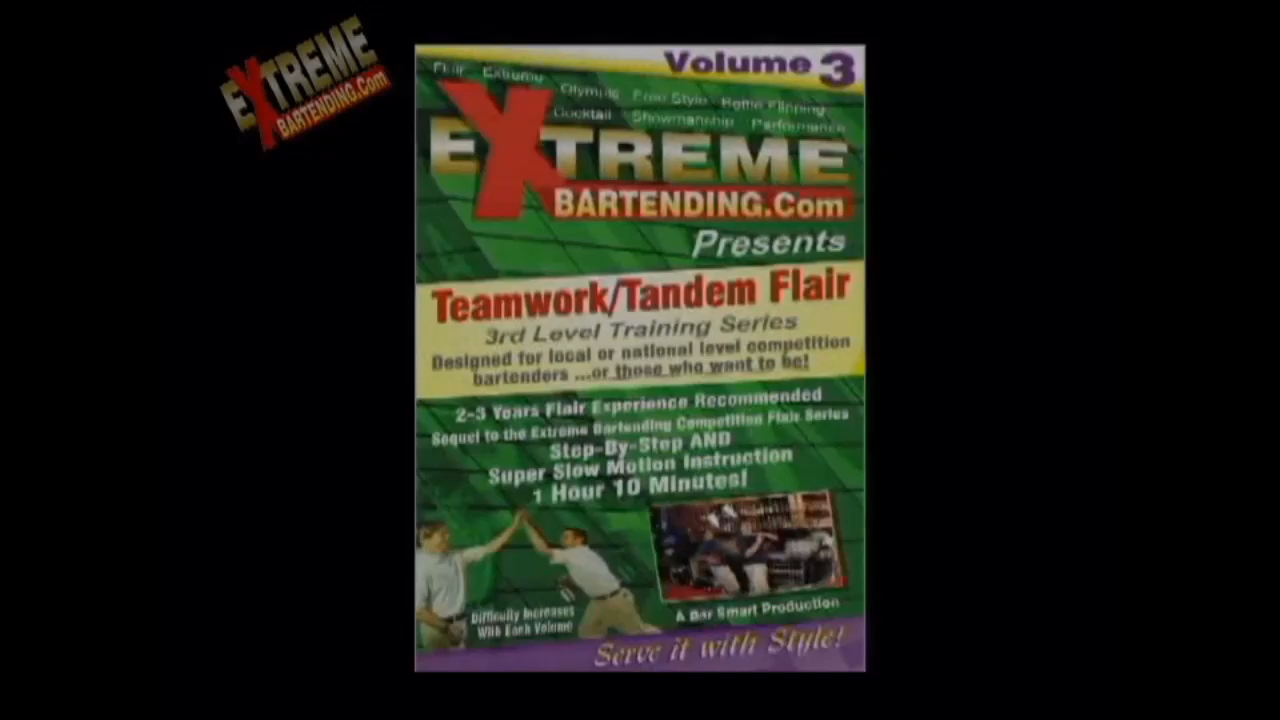 EXTREME
BARTENDING.Com
Volume 3
Flair Extreme
Olympic Free Style Bottle Flipping
Cocktail Showmanship Performance
EXTREME
BARTENDING.Com
Presents
Teamwork/Tandem Flair
3rd Level Training Series
Designed for local or national level competition
bartenders ...or those who want to be!
2-3 Years Flair Experience Recommended
Sequel to the Extreme Bartending Competition Flair Series
Step-By-Step AND
Super Slow Motion Instruction
1 Hour 10 Minutes!
Difficulty Increases
With Each Volume
A Bar Smart Production
Serve it with Style!